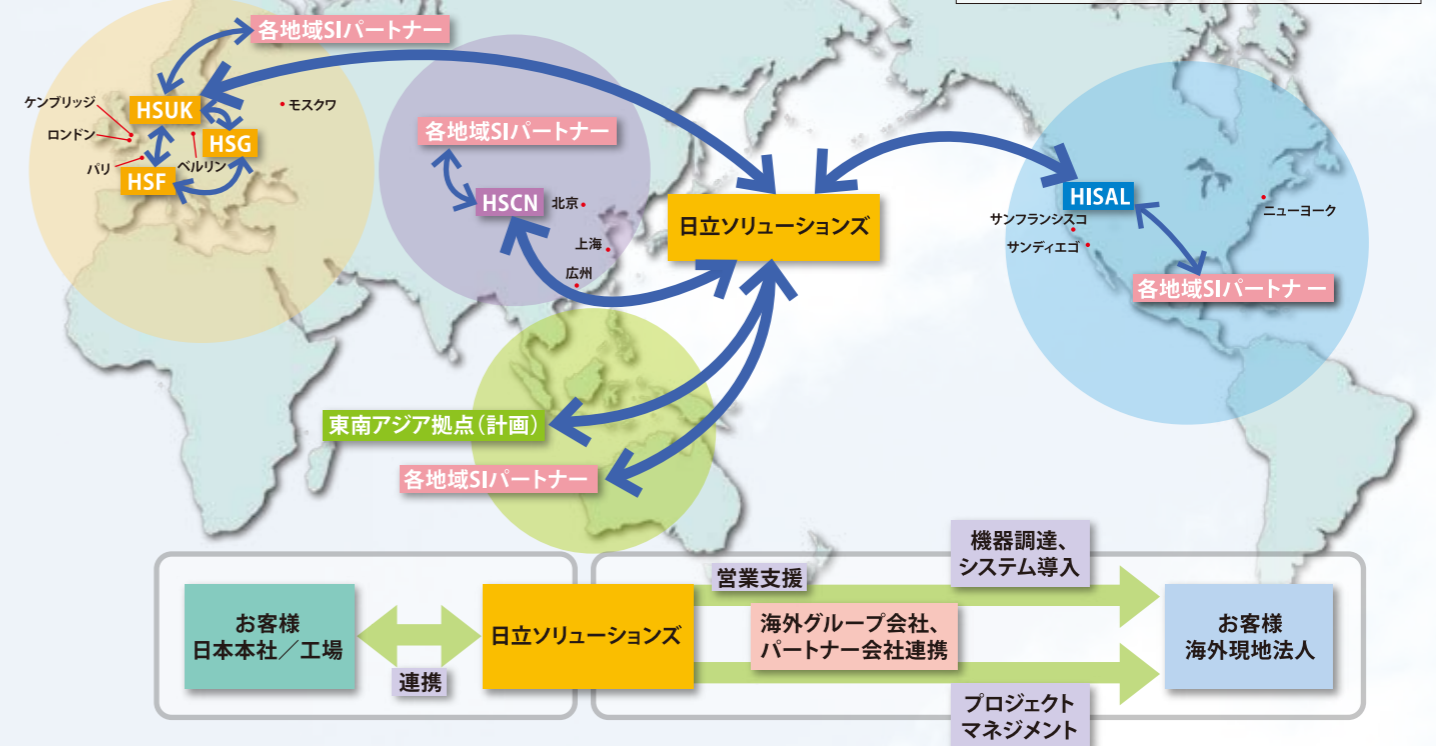 各地域SIパートナー
ケンブリッジ
HSUK
モスクワ
ロンドン
HSG
パリ
ベルリン
HSF
各地域SIパートナー
HSCN
北京
上海
広州
日立ソリューションズ
HISAL
サンフランシスコ
サンディエゴ
ニューヨーク
各地域SIパートナー
東南アジア拠点（計画）
各地域SIパートナー
お客様
日本本社／工場
連携
日立ソリューションズ
営業支援
機器調達、
システム導入
海外グループ会社、
パートナー会社連携
プロジェクト
マネジメント
お客様
海外現地法人